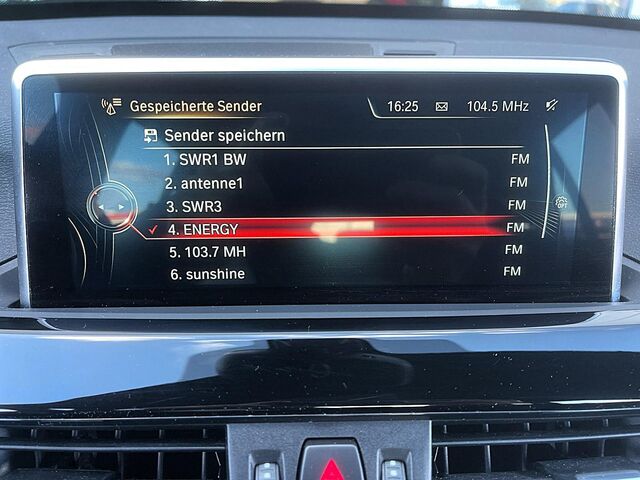 Gespeicherte Sender 16:25 104.5 MHz
Sender speichern
1. SWR1 BW FM
2. antenne1 FM
3. SWR3 FM
4. ENERGY FM
5. 103.7 MH FM
6. sunshine FM
OPT